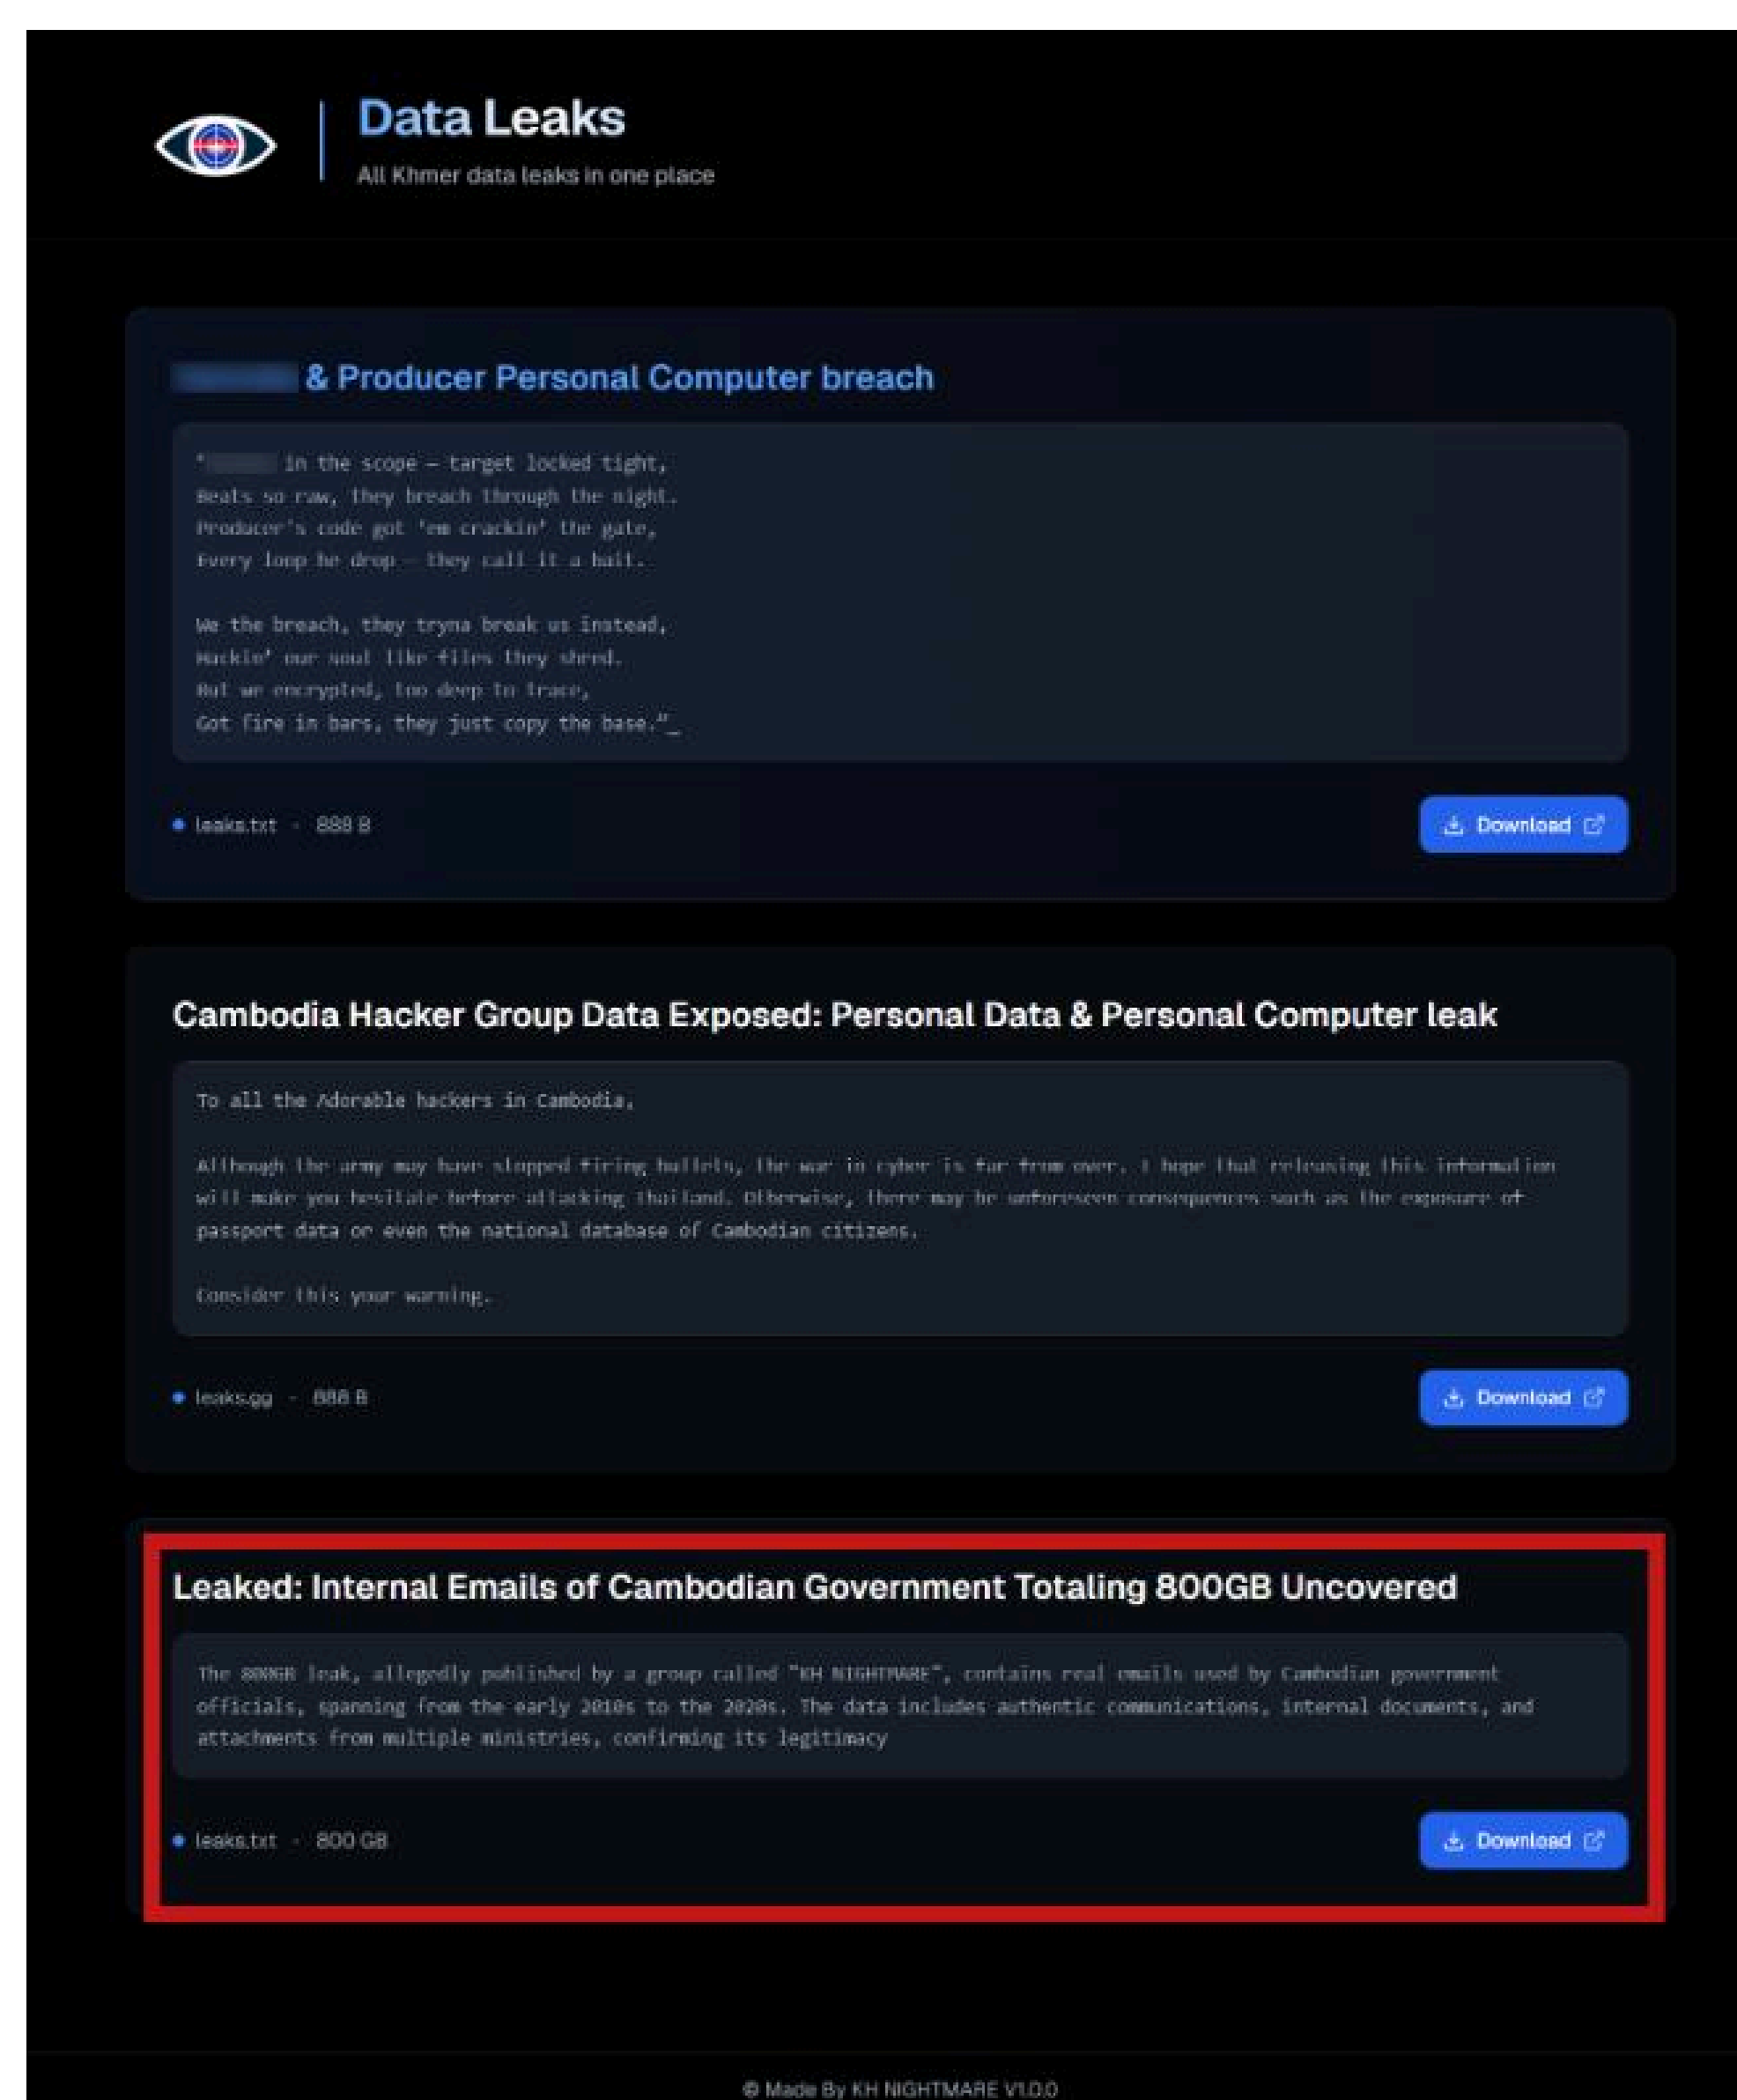 Data Leaks
All Khmer data leaks in one place
& Producer Personal Computer breach
" in the scope – target locked tight,
Beats so raw, they breach through the night.
Producer's code got 'em crackin' the gate,
Every loop he drop – they call it a bait.
We the breach, they tryna break us instead,
Hackin' our soul like files they shred.
But we encrypted, too deep to trace,
Got fire in bars, they just copy the base."_
leaks.txt - 888 B
Download
Cambodia Hacker Group Data Exposed: Personal Data & Personal Computer leak
To all the Adorable hackers in Cambodia,
Although the army may have stopped firing bullets, the war in cyber is far from over. I hope that releasing this information
will make you hesitate before attacking Thailand. Otherwise, there may be unforeseen consequences such as the exposure of
passport data or even the national database of Cambodian citizens.
Consider this your warning.
leaks.gg - 888 B
Download
Leaked: Internal Emails of Cambodian Government Totaling 800GB Uncovered
The 800GB leak, allegedly published by a group called "KH NIGHTMARE", contains real emails used by Cambodian government
officials, spanning from the early 2010s to the 2020s. The data includes authentic communications, internal documents, and
attachments from multiple ministries, confirming its legitimacy
leaks.txt - 800 GB
Download
© Made By KH NIGHTMARE V1.0.0